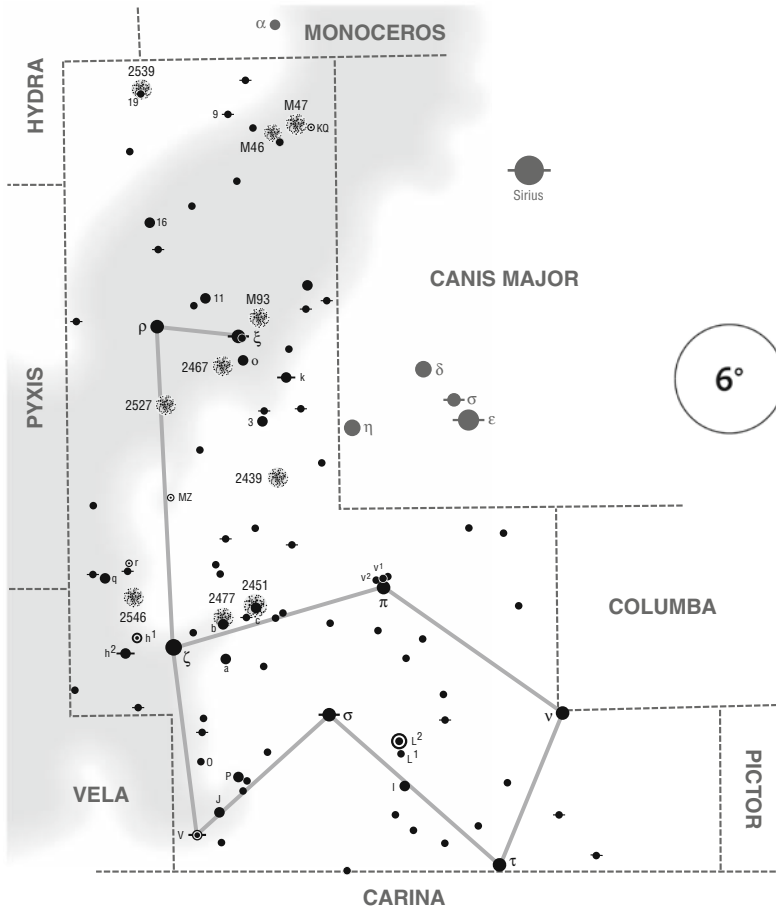 α
MONOCEROS
HYDRA
2539
19
9
M47
KQ
M46
Sirius
16
CANIS MAJOR
11
M93
ρ
ξ
ο
2467
k
δ
σ
ε
6°
PYXIS
2527
3
η
2439
MZ
r
q
2546
2477
2451
b
c
v²
v¹
π
COLUMBA
h¹
h²
ζ
a
σ
ν
L²
L¹
O
P
J
l
V
VELA
PICTOR
τ
CARINA